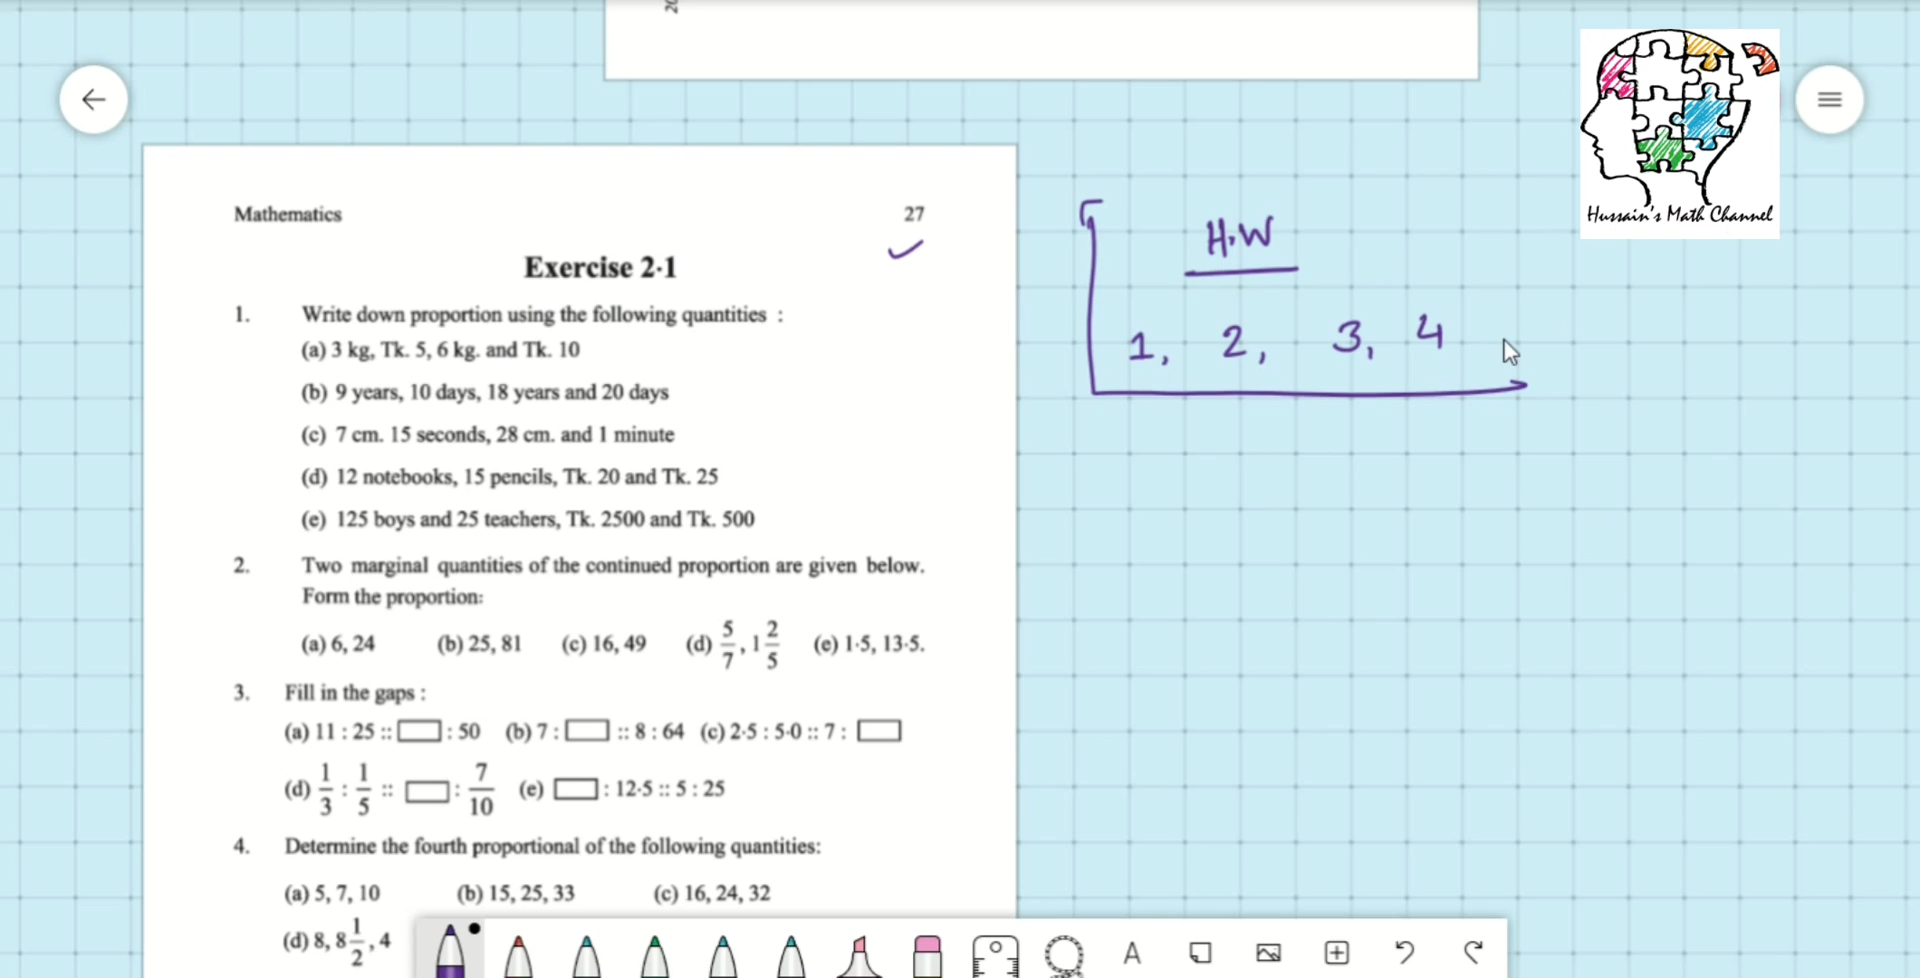 20
Hussain's Math Channel
Mathematics 27
Exercise 2·1
1. Write down proportion using the following quantities :
(a) 3 kg, Tk. 5, 6 kg. and Tk. 10
(b) 9 years, 10 days, 18 years and 20 days
(c) 7 cm. 15 seconds, 28 cm. and 1 minute
(d) 12 notebooks, 15 pencils, Tk. 20 and Tk. 25
(e) 125 boys and 25 teachers, Tk. 2500 and Tk. 500
2. Two marginal quantities of the continued proportion are given below.
Form the proportion:
(a) 6, 24 (b) 25, 81 (c) 16, 49 (d) 5/7, 1 2/5 (e) 1·5, 13·5.
3. Fill in the gaps :
(a) 11 : 25 :: □ : 50 (b) 7 : □ :: 8 : 64 (c) 2·5 : 5·0 :: 7 : □
(d) 1/3 : 1/5 :: □ : 7/10 (e) □ : 12·5 :: 5 : 25
4. Determine the fourth proportional of the following quantities:
(a) 5, 7, 10 (b) 15, 25, 33 (c) 16, 24, 32
(d) 8, 8 1/2, 4
H.W
1, 2, 3, 4
A